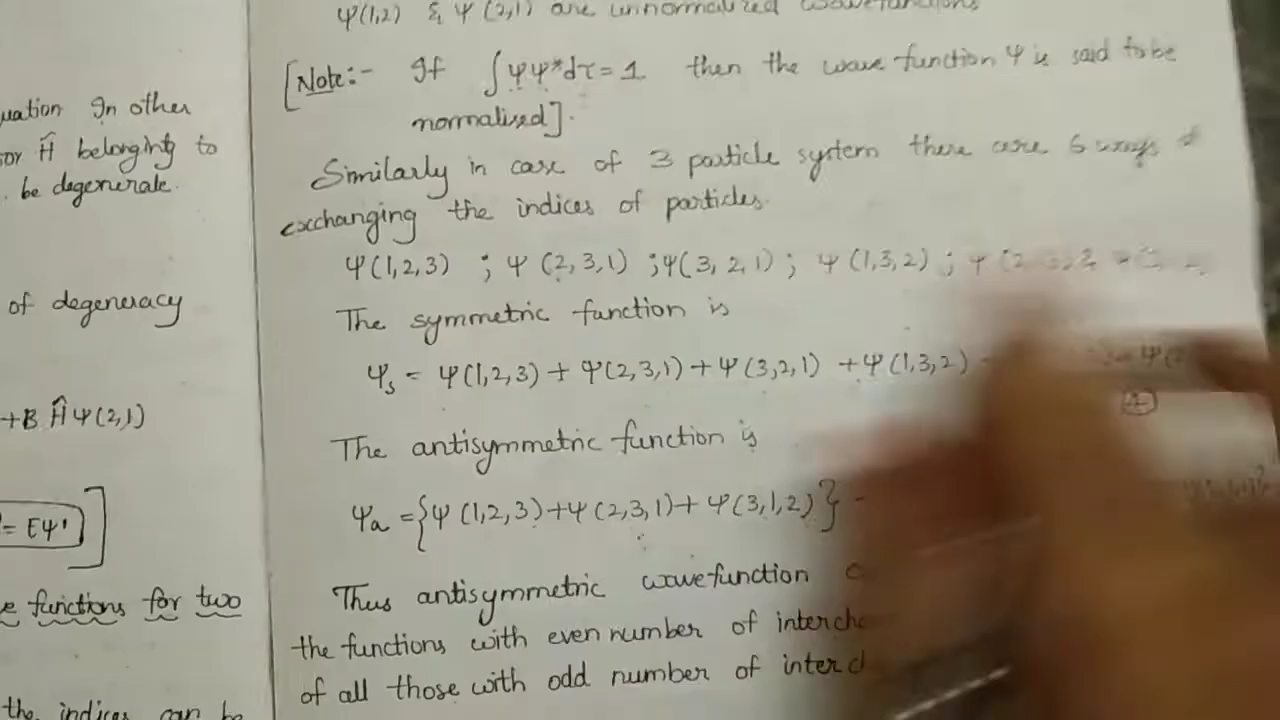 uation In other
or Ĥ belonging to
be degenerate.
of degeneracy
+B Ĥ Ψ(2,1)
= EΨ']
e functions for two
the indices can be
Ψ(1,2) & Ψ(2,1) are unnormalized wavefunctions
[Note:- If ∫ΨΨ*dτ=1 then the wave function Ψ is said to be
normalised].
Similarly in case of 3 particle system there are 6 ways
exchanging the indices of particles.
Ψ(1,2,3) ; Ψ (2,3,1) ;Ψ(3,2,1) ; Ψ (1,3,2) ; Ψ
The symmetric function is
Ψs = Ψ(1,2,3) + Ψ(2,3,1) + Ψ(3,2,1) + Ψ(1,3,2)
The antisymmetric function is
Ψa = {Ψ (1,2,3)+Ψ(2,3,1)+ Ψ(3,1,2)} -
Thus antisymmetric wavefunction
the functions with even number of interch
of all those with odd number of interch